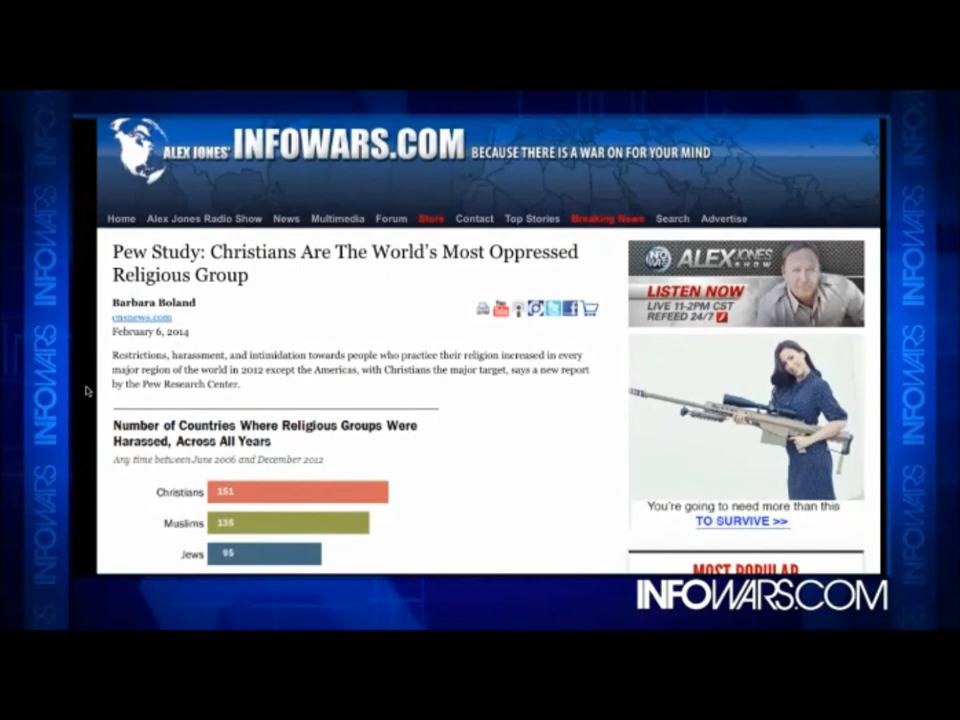 ALEX JONES' INFOWARS.COM BECAUSE THERE IS A WAR ON FOR YOUR MIND
Home Alex Jones Radio Show News Multimedia Forum Store Contact Top Stories Breaking News Search Advertise
Pew Study: Christians Are The World's Most Oppressed
Religious Group
Barbara Boland
cnsnews.com
February 6, 2014
Restrictions, harassment, and intimidation towards people who practice their religion increased in every
major region of the world in 2012 except the Americas, with Christians the major target, says a new report
by the Pew Research Center.
Number of Countries Where Religious Groups Were
Harassed, Across All Years
Any time between June 2006 and December 2012
Christians 151
Muslims 135
Jews 95
ALEX JONES
SHOW
LISTEN NOW
LIVE 11-2PM CST
REFEED 24/7
You're going to need more than this
TO SURVIVE >>
MOST POPULAR
INFOWARS.COM
INFOWARS
INFOWARS